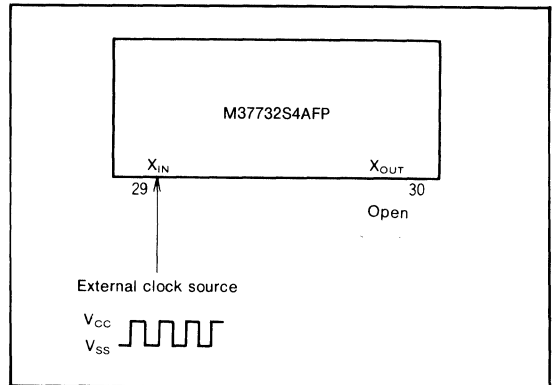 M37732S4AFP
XIN XOUT
29 30
Open
External clock source
VCC
VSS